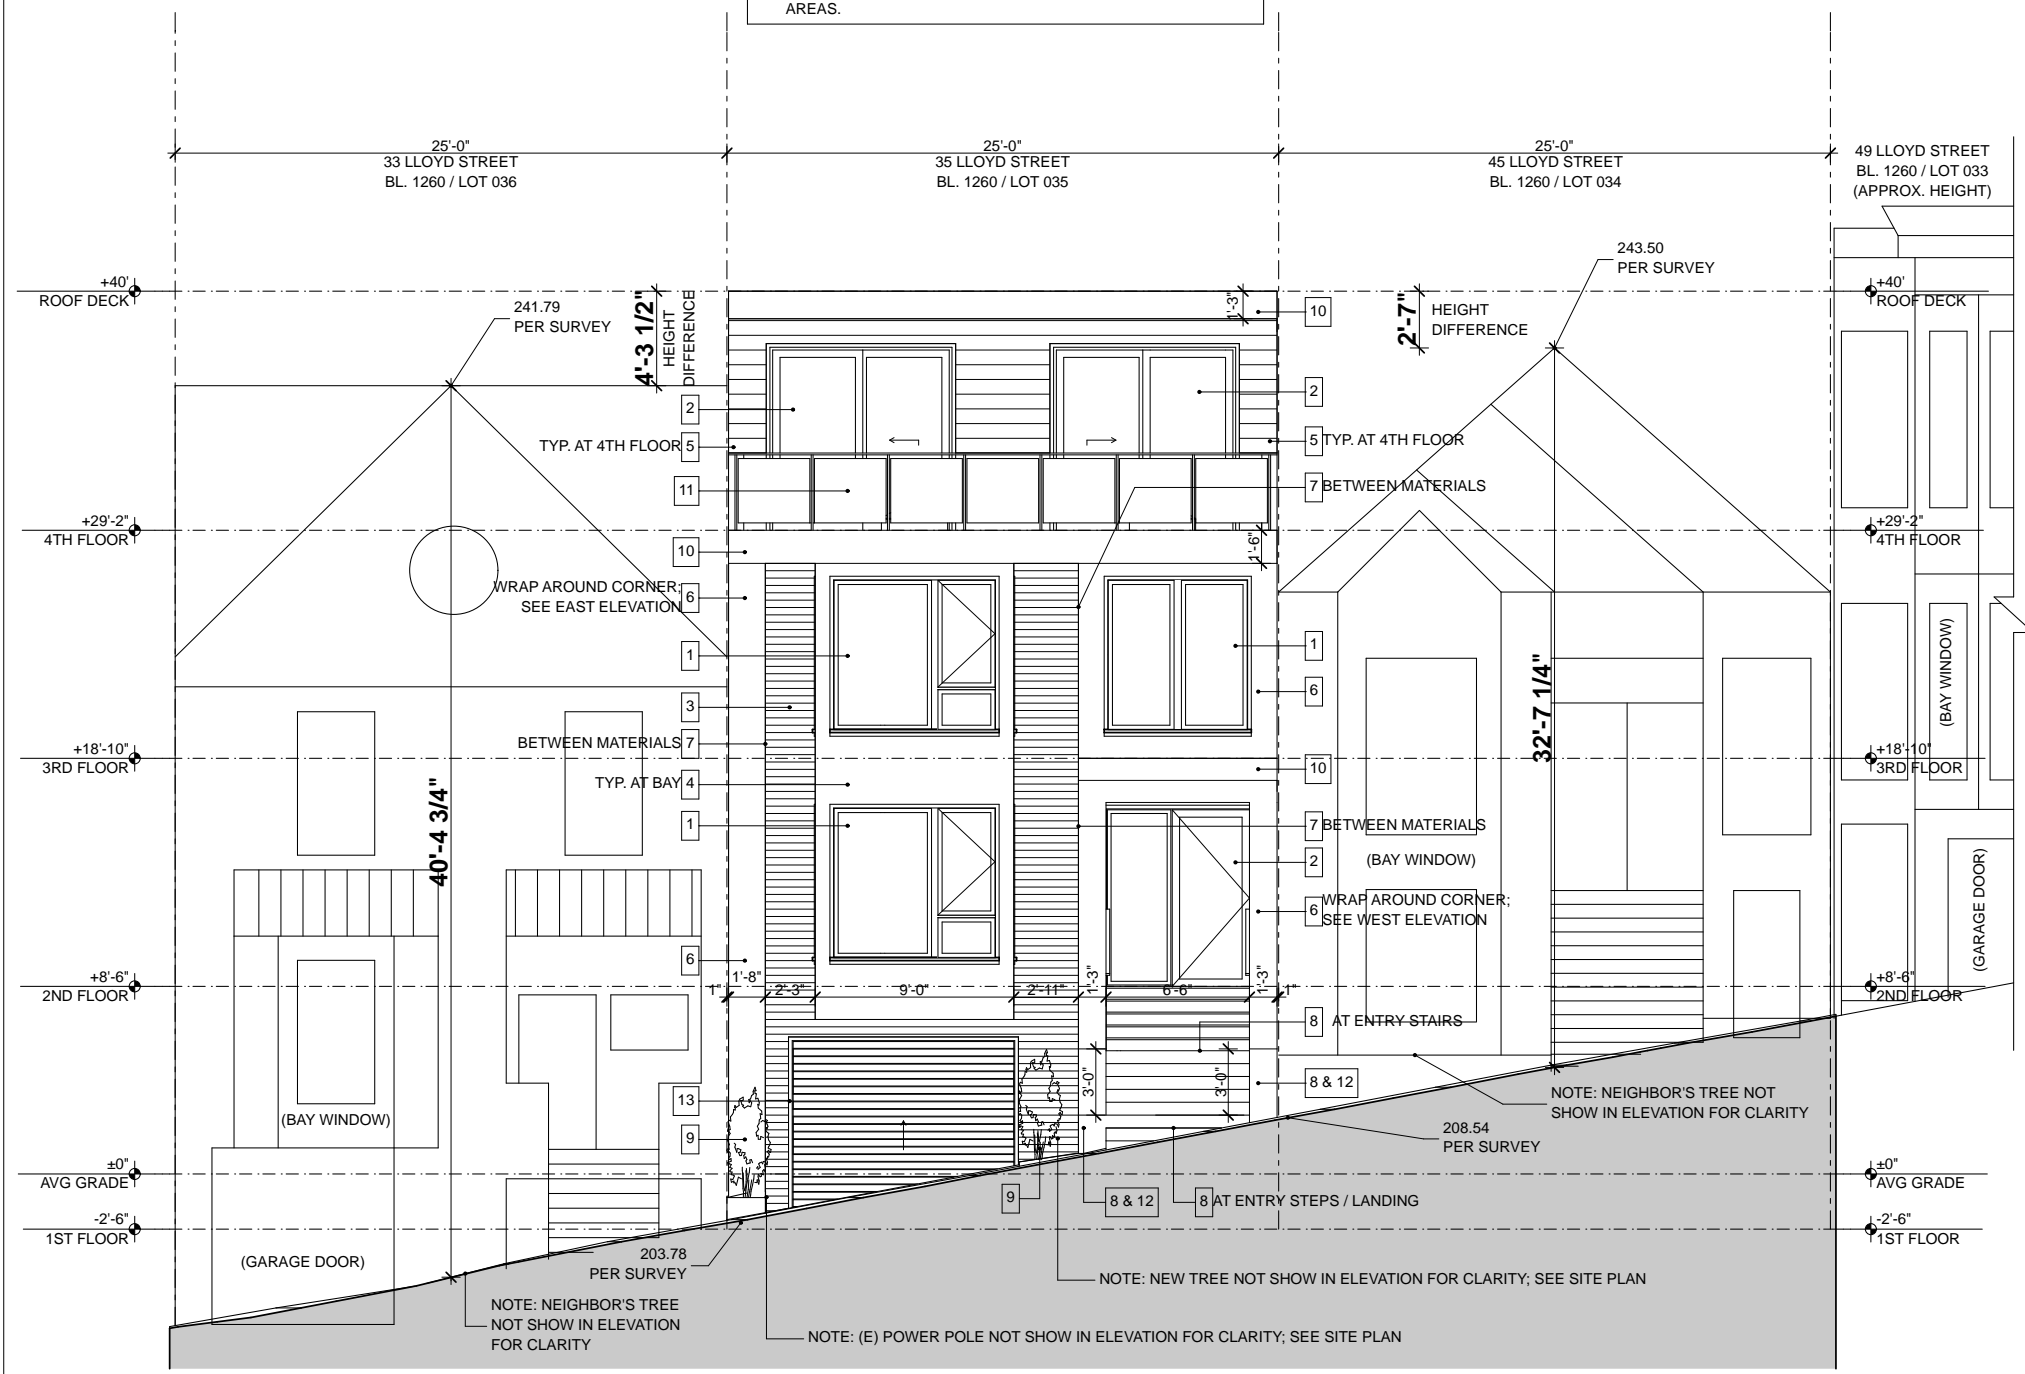 AREAS.
25'-0"
33 LLOYD STREET
BL. 1260 / LOT 036
25'-0"
35 LLOYD STREET
BL. 1260 / LOT 035
25'-0"
45 LLOYD STREET
BL. 1260 / LOT 034
49 LLOYD STREET
BL. 1260 / LOT 033
(APPROX. HEIGHT)
243.50
PER SURVEY
+40'
ROOF DECK
241.79
PER SURVEY
4'-3 1/2"
HEIGHT
DIFFERENCE
1'-3"
10
2'-7"
HEIGHT
DIFFERENCE
+40'
ROOF DECK
2
2
TYP. AT 4TH FLOOR 5
5 TYP. AT 4TH FLOOR
11
7 BETWEEN MATERIALS
+29'-2"
4TH FLOOR
10
1'-6"
+29'-2"
4TH FLOOR
WRAP AROUND CORNER;
SEE EAST ELEVATION
6
1
1
(BAY WINDOW)
3
6
32'-7 1/4"
+18'-10"
3RD FLOOR
BETWEEN MATERIALS 7
10
+18'-10"
3RD FLOOR
TYP. AT BAY 4
40'-4 3/4"
1
7 BETWEEN MATERIALS
2
(BAY WINDOW)
6
WRAP AROUND CORNER;
SEE WEST ELEVATION
(GARAGE DOOR)
6
+8'-6"
2ND FLOOR
1"
1'-8"
2'-3"
9'-0"
2'-11"
1'-3"
6'-6"
1'-3"
1"
+8'-6"
2ND FLOOR
8 AT ENTRY STAIRS
3'-0"
3'-0"
8 & 12
13
NOTE: NEIGHBOR'S TREE NOT
SHOW IN ELEVATION FOR CLARITY
(BAY WINDOW)
9
208.54
PER SURVEY
±0"
AVG GRADE
±0"
AVG GRADE
9
8 & 12
8 AT ENTRY STEPS / LANDING
-2'-6"
1ST FLOOR
-2'-6"
1ST FLOOR
(GARAGE DOOR)
203.78
PER SURVEY
NOTE: NEW TREE NOT SHOW IN ELEVATION FOR CLARITY; SEE SITE PLAN
NOTE: NEIGHBOR'S TREE
NOT SHOW IN ELEVATION
FOR CLARITY
NOTE: (E) POWER POLE NOT SHOW IN ELEVATION FOR CLARITY; SEE SITE PLAN